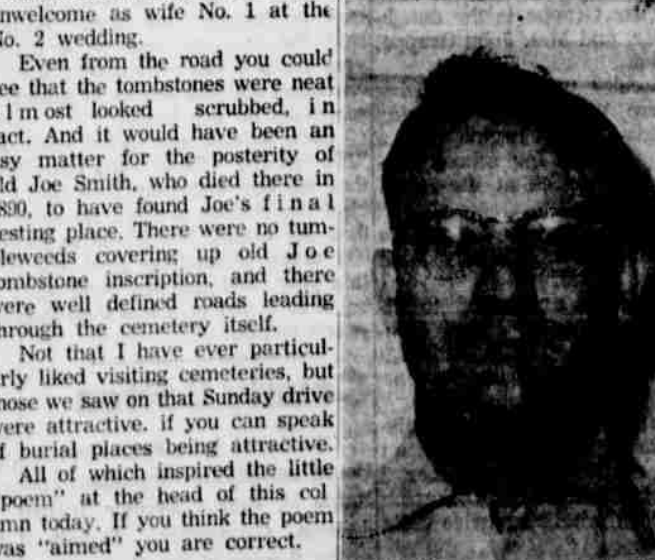 nwelcome as wife No. 1 at the
No. 2 wedding.
Even from the road you could
ee that the tombstones were neat
lmost looked scrubbed, in
act. And it would have been an
sy matter for the posterity of
ld Joe Smith, who died there in
890, to have found Joe's final
esting place. There were no tum-
leweeds covering up old Joe
ombstone inscription, and there
vere well defined roads leading
hrough the cemetery itself.
Not that I have ever particul-
rly liked visiting cemeteries, but
hose we saw on that Sunday drive
vere attractive. if you can speak
f burial places being attractive.
All of which inspired the little
poem" at the head of this col
mn today. If you think the poem
vas "aimed" you are correct.